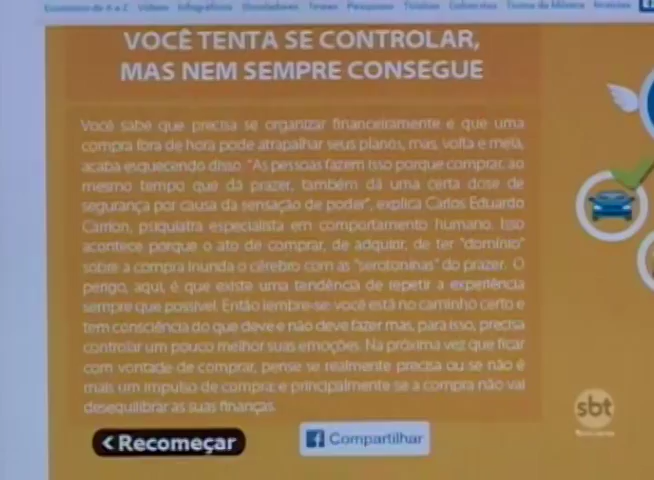 VOCÊ TENTA SE CONTROLAR,
MAS NEM SEMPRE CONSEGUE
Você sabe que precisa se organizar financeiramente e que uma
compra fora de hora pode atrapalhar seus planos, mas, volta e meia,
acaba esquecendo disso. "As pessoas fazem isso porque comprar, ao
mesmo tempo que dá prazer, também dá uma certa dose de
segurança por causa da sensação de poder", explica Carlos Eduardo
Carrion, psiquiatra especialista em comportamento humano. Isso
acontece porque o ato de comprar, de adquirir, de ter "domínio"
sobre a compra inunda o cérebro com as "serotoninas" do prazer. O
perigo, aqui, é que existe uma tendência de repetir a experiência
sempre que possível. Então lembre-se: você está no caminho certo e
tem consciência do que deve e não deve fazer mas, para isso, precisa
controlar um pouco melhor suas emoções. Na próxima vez que ficar
com vontade de comprar, pense se realmente precisa ou se não é
mais um impulso de compra; e principalmente se a compra não vai
desequilibrar as suas finanças.
< Recomeçar
f Compartilhar
sbt